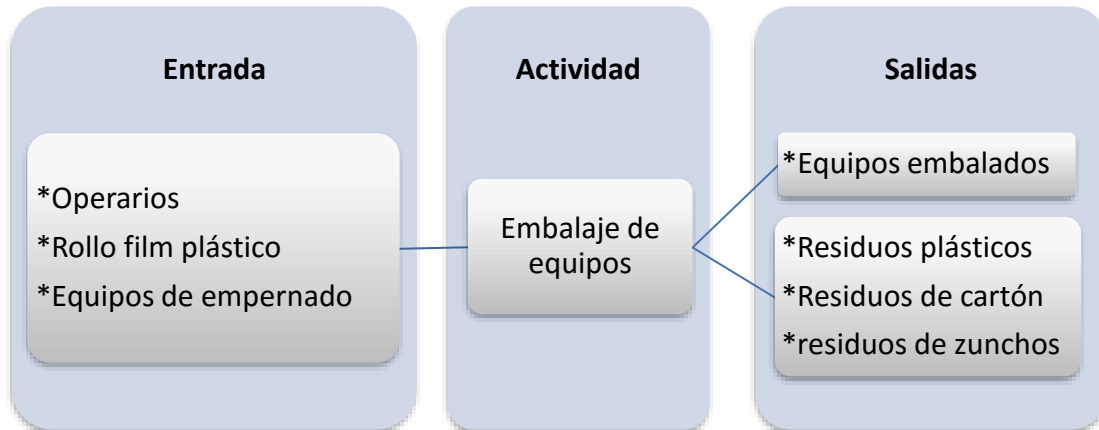 Entrada
*Operarios
*Rollo film plástico
*Equipos de empernado
Actividad
Embalaje de
equipos
Salidas
*Equipos embalados
*Residuos plásticos
*Residuos de cartón
*residuos de zunchos